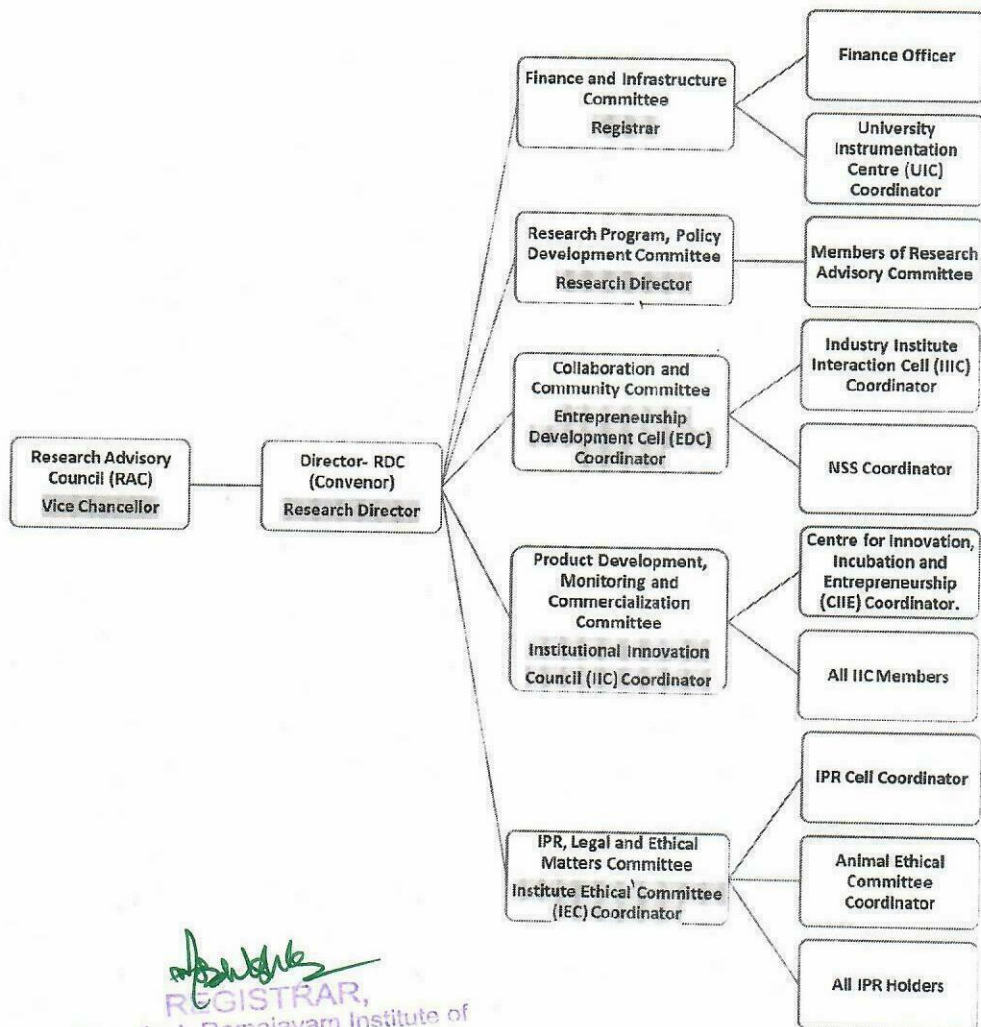 Finance Officer
Finance and Infrastructure
Committee
Registrar
University
Instrumentation
Centre (UIC)
Coordinator
Research Program, Policy
Development Committee
Research Director
Members of Research
Advisory Committee
Industry Institute
Interaction Cell (IIIC)
Coordinator
Collaboration and
Community Committee
Entrepreneurship
Development Cell (EDC)
Coordinator
NSS Coordinator
Research Advisory
Council (RAC)
Vice Chancellor
Director- RDC
(Convenor)
Research Director
Centre for Innovation,
Incubation and
Entrepreneurship
(CIIE) Coordinator.
Product Development,
Monitoring and
Commercialization
Committee
Institutional Innovation
Council (IIC) Coordinator
All IIC Members
IPR Cell Coordinator
IPR, Legal and Ethical
Matters Committee
Institute Ethical Committee
(IEC) Coordinator
Animal Ethical
Committee
Coordinator
All IPR Holders
REGISTRAR,
Ramajayam Institute of